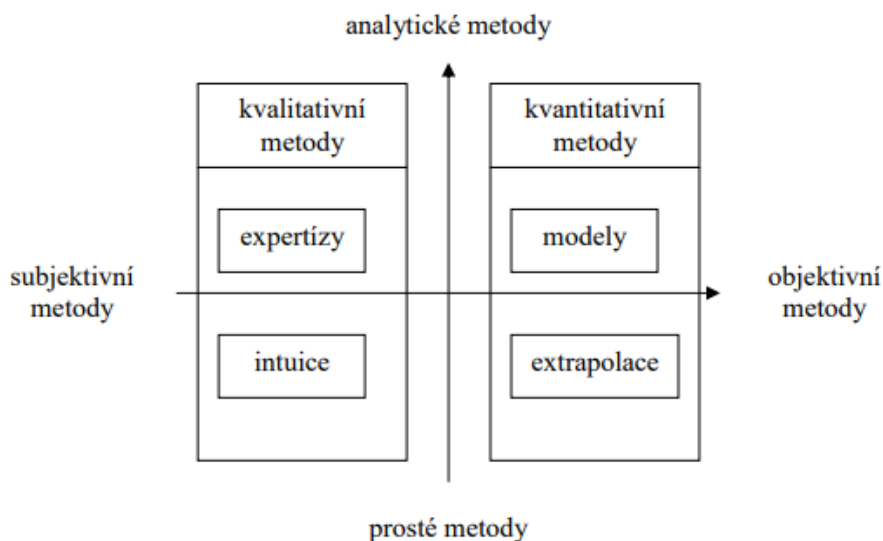 analytické metody
kvalitativní
metody
kvantitativní
metody
expertízy
modely
subjektivní
metody
objektivní
metody
intuice
extrapolace
prosté metody